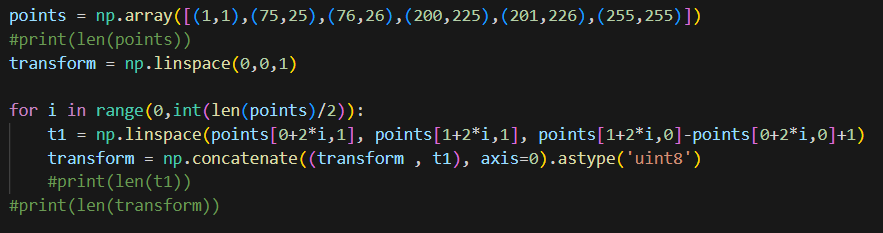 points = np.array([(1,1),(75,25),(76,26),(200,225),(201,226),(255,255)])
#print(len(points))
transform = np.linspace(0,0,1)
for i in range(0,int(len(points)/2)):
    t1 = np.linspace(points[0+2*i,1], points[1+2*i,1], points[1+2*i,0]-points[0+2*i,0]+1)
    transform = np.concatenate((transform , t1), axis=0).astype('uint8')
    #print(len(t1))
#print(len(transform))